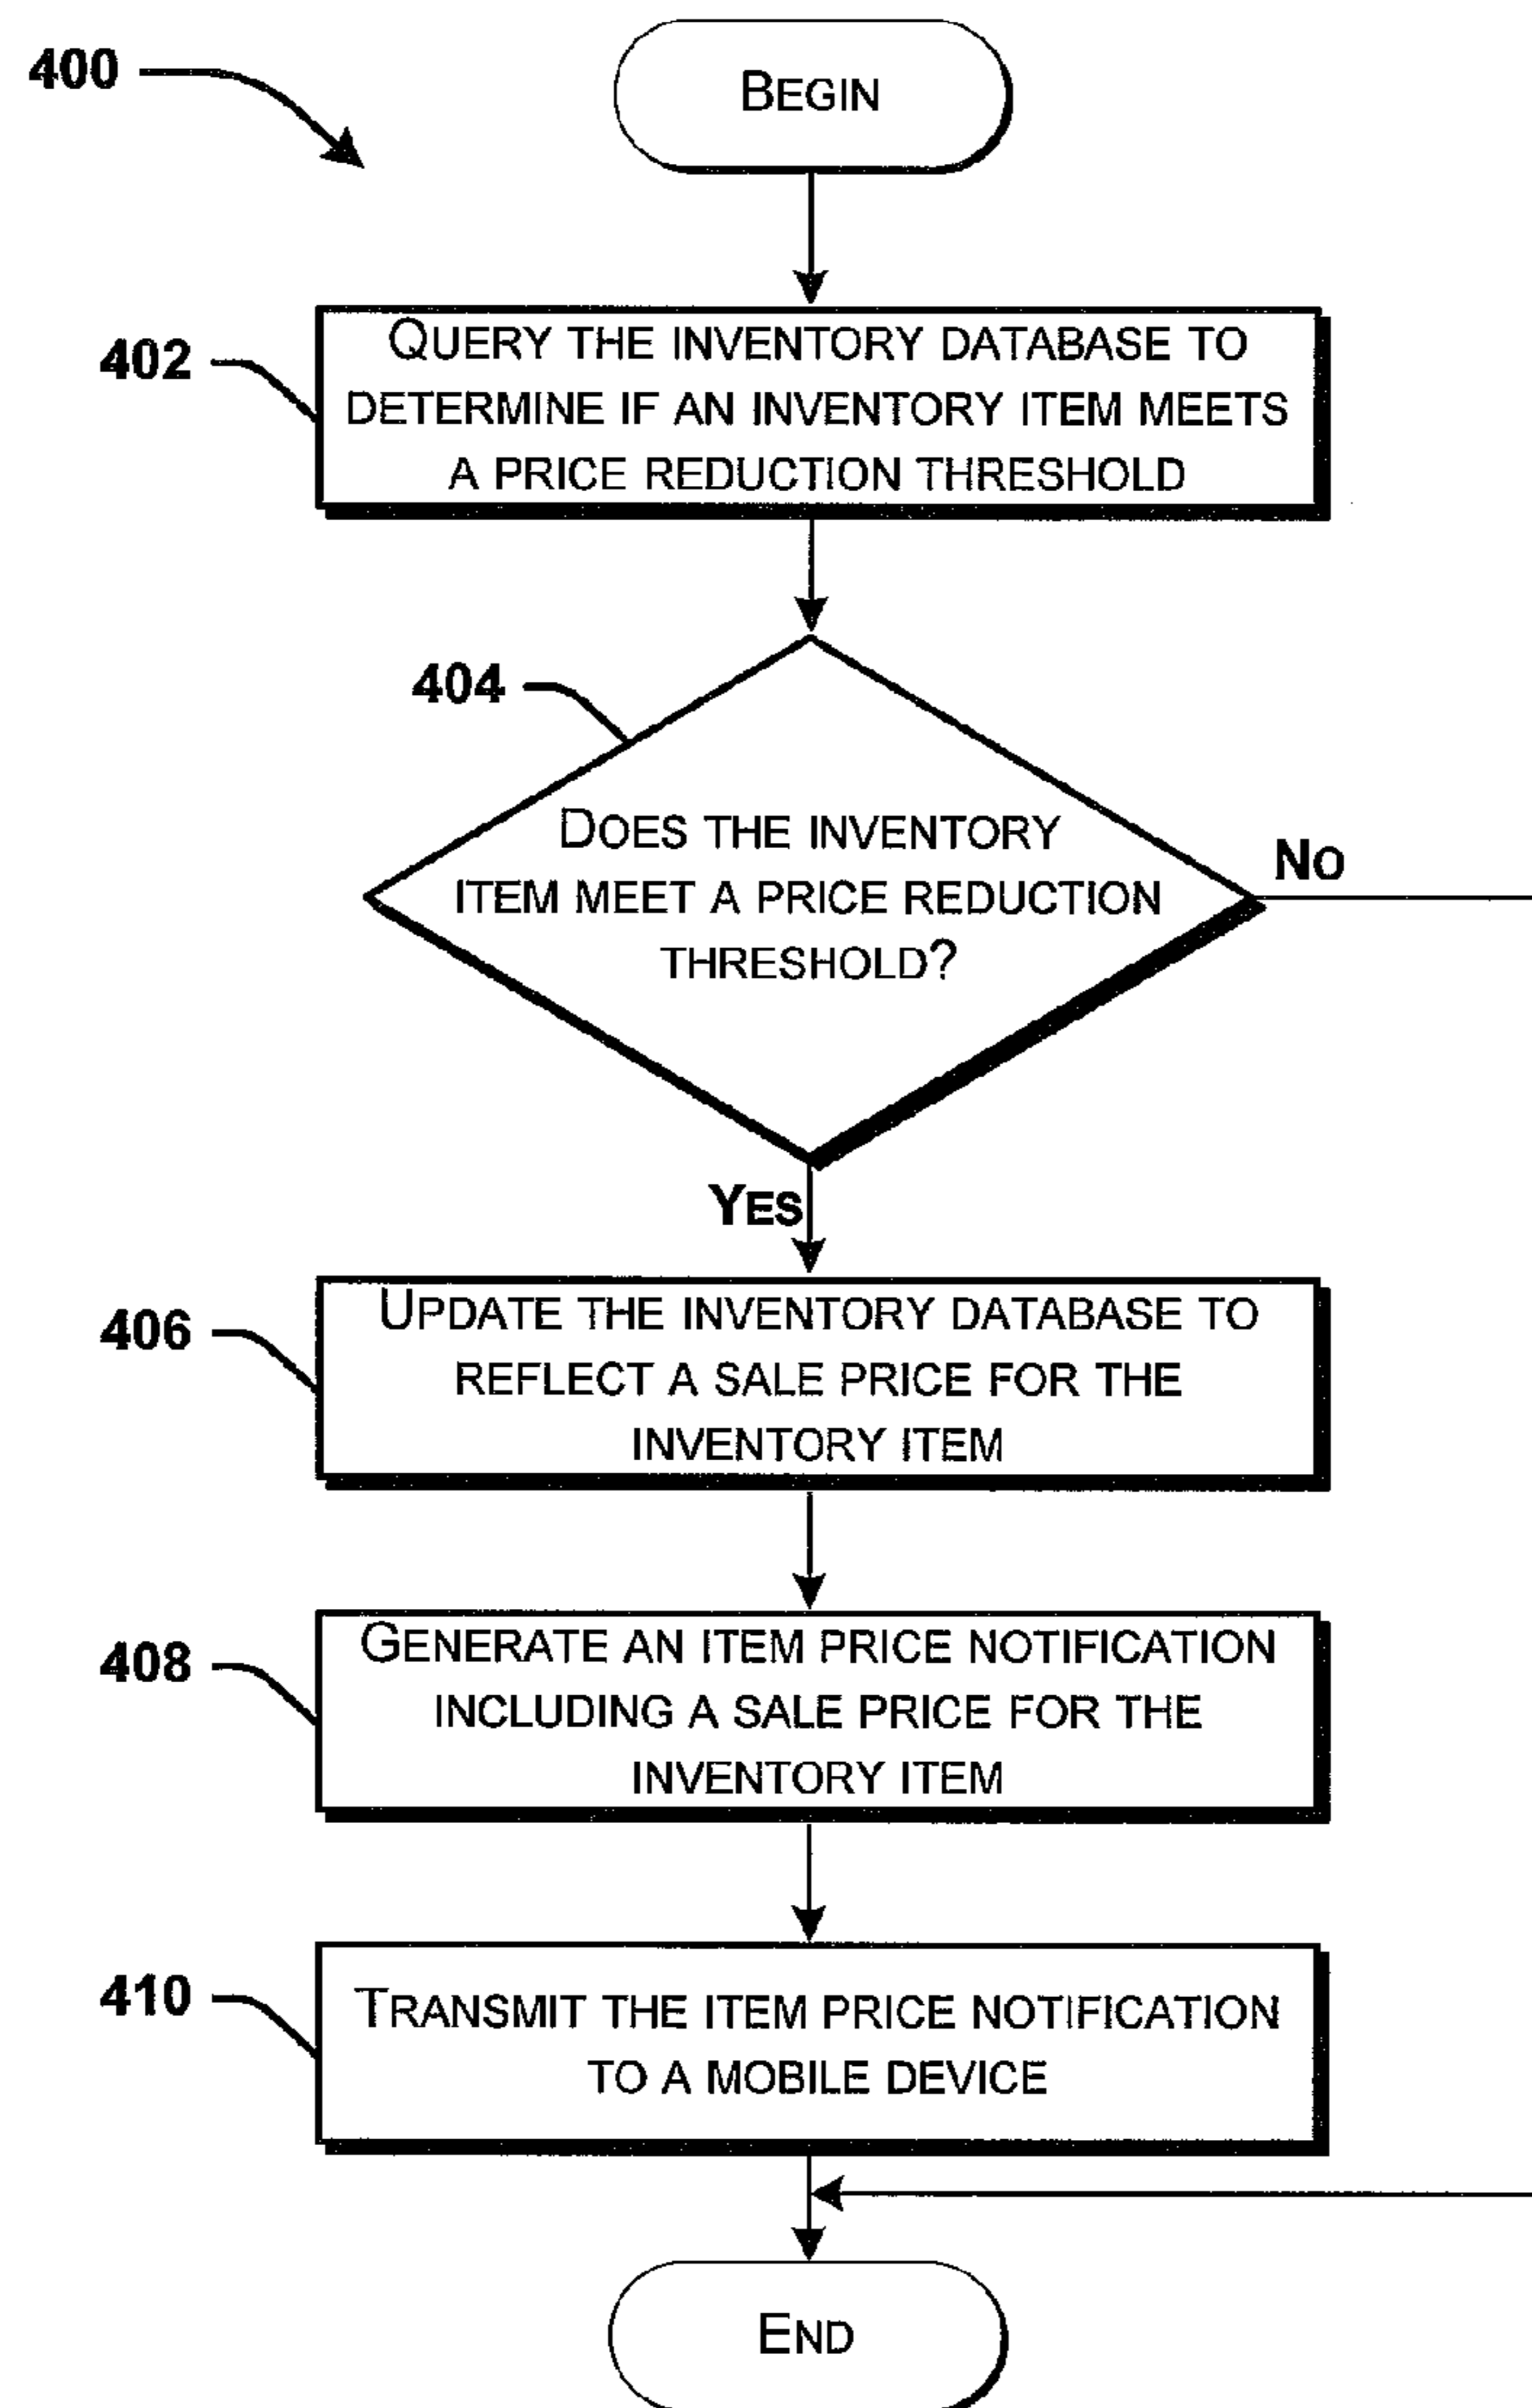 400
BEGIN
402
QUERY THE INVENTORY DATABASE TO
DETERMINE IF AN INVENTORY ITEM MEETS
A PRICE REDUCTION THRESHOLD
404
DOES THE INVENTORY
ITEM MEET A PRICE REDUCTION
THRESHOLD?
NO
YES
406
UPDATE THE INVENTORY DATABASE TO
REFLECT A SALE PRICE FOR THE
INVENTORY ITEM
408
GENERATE AN ITEM PRICE NOTIFICATION
INCLUDING A SALE PRICE FOR THE
INVENTORY ITEM
410
TRANSMIT THE ITEM PRICE NOTIFICATION
TO A MOBILE DEVICE
END